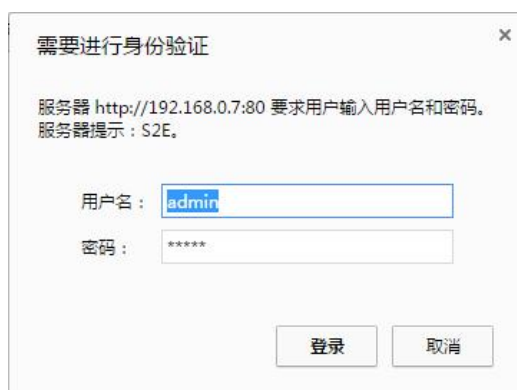 需要进行身份验证
服务器 http://192.168.0.7:80 要求用户输入用户名和密码。
服务器提示：S2E。
用户名： admin
密码： *****
登录 取消